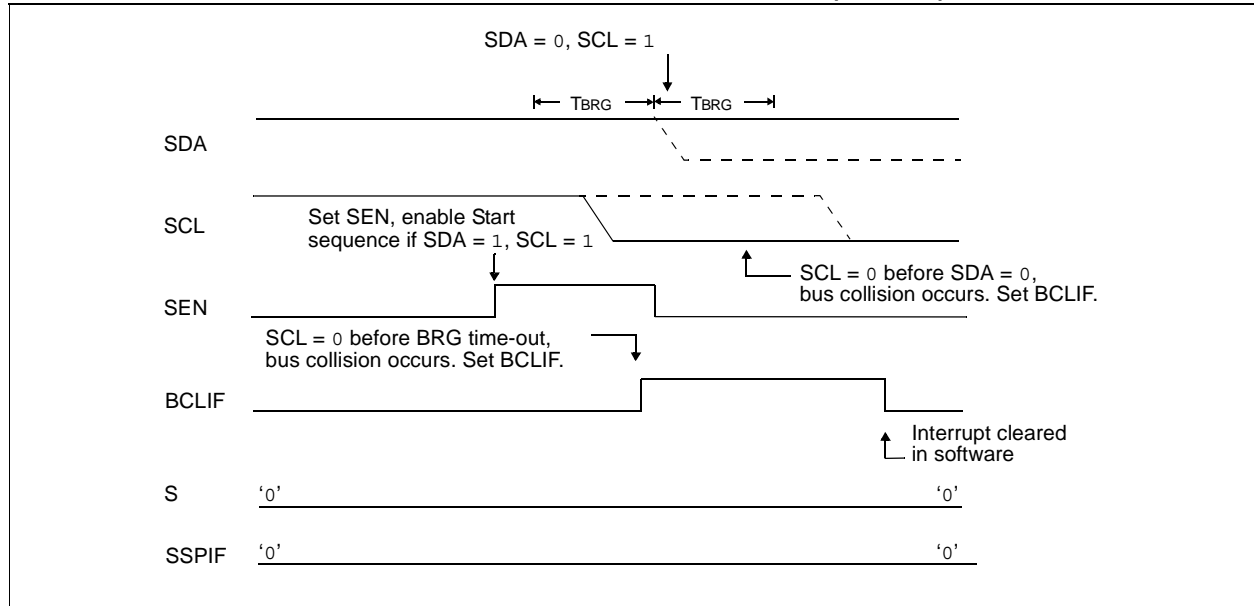 SDA = 0, SCL = 1
TBRG TBRG
SDA
SCL
Set SEN, enable Start
sequence if SDA = 1, SCL = 1
SCL = 0 before SDA = 0,
bus collision occurs. Set BCLIF.
SEN
SCL = 0 before BRG time-out,
bus collision occurs. Set BCLIF.
BCLIF
Interrupt cleared
in software
S ‘0’ ‘0’
SSPIF ‘0’ ‘0’